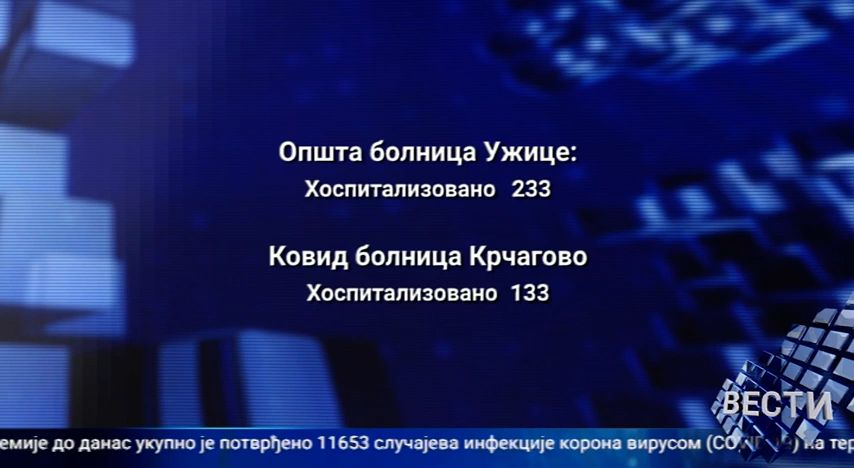 Општа болница Ужице:
Хоспитализовано 233
Ковид болница Крчагово
Хоспитализовано 133
ВЕСТИ
емије до данас укупно је потврђено 11653 случајева инфекције корона вирусом на